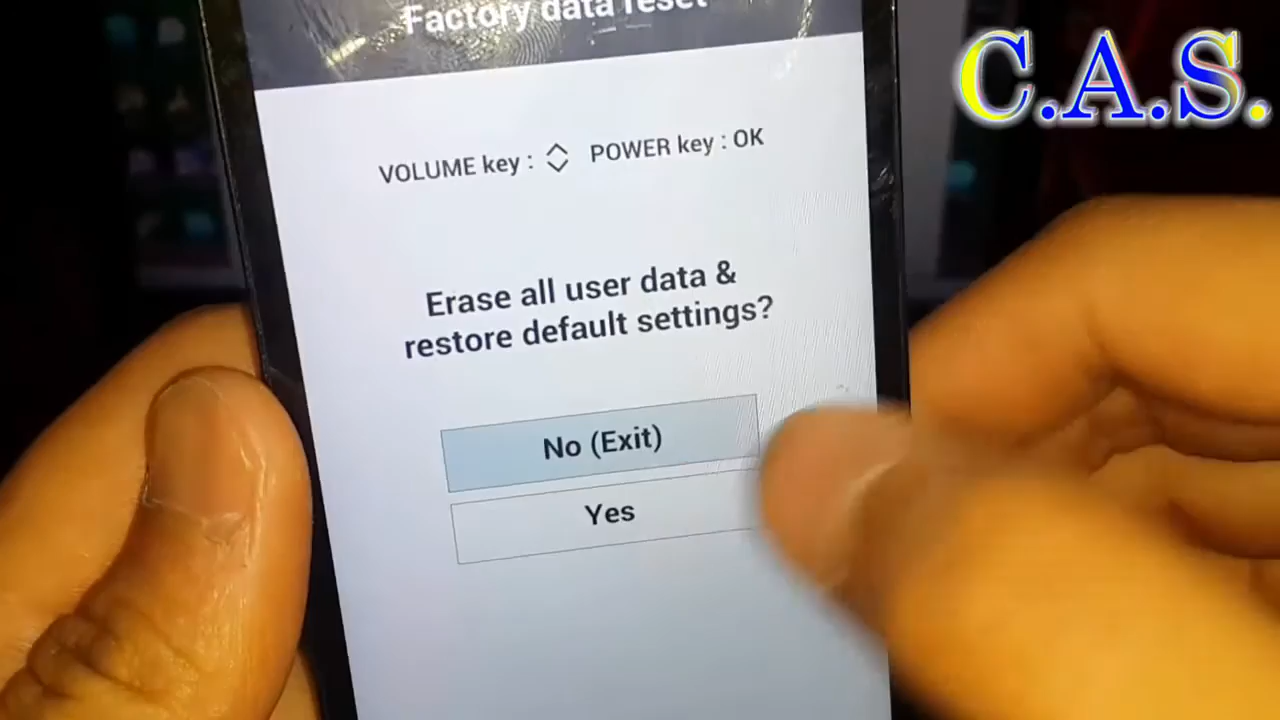 Factory data reset
C.A.S.
VOLUME key : POWER key : OK
Erase all user data &
restore default settings?
No (Exit)
Yes